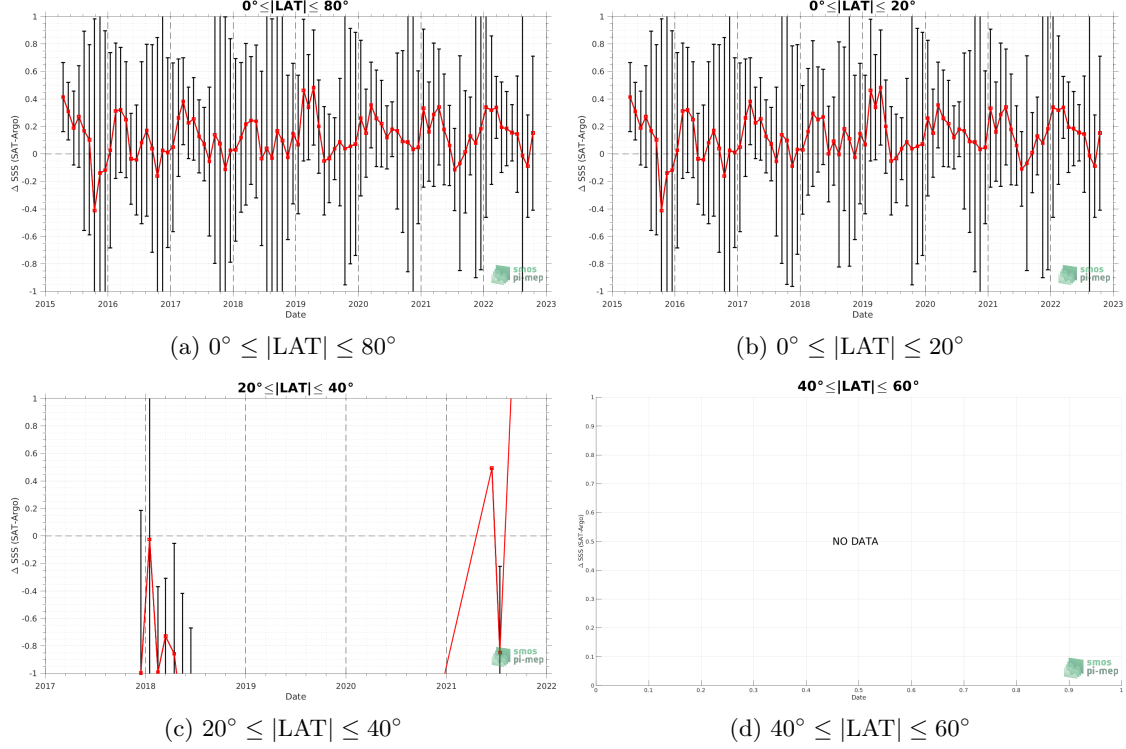 0°≤|LAT|≤ 80°
Δ SSS (SAT-Argo)
1
0.8
0.6
0.4
0.2
0
-0.2
-0.4
-0.6
-0.8
-1
2015 2016 2017 2018 2019 2020 2021 2022 2023
Date
smos
pi-mep
(a) 0° ≤ |LAT| ≤ 80°
0°≤|LAT|≤ 20°
Δ SSS (SAT-Argo)
1
0.8
0.6
0.4
0.2
0
-0.2
-0.4
-0.6
-0.8
-1
2015 2016 2017 2018 2019 2020 2021 2022 2023
Date
smos
pi-mep
(b) 0° ≤ |LAT| ≤ 20°
20°≤|LAT|≤ 40°
Δ SSS (SAT-Argo)
1
0.8
0.6
0.4
0.2
0
-0.2
-0.4
-0.6
-0.8
-1
2017 2018 2019 2020 2021 2022
Date
smos
pi-mep
(c) 20° ≤ |LAT| ≤ 40°
40°≤|LAT|≤ 60°
Δ SSS (SAT-Argo)
1
0.9
0.8
0.7
0.6
0.5
0.4
0.3
0.2
0.1
0
NO DATA
0 0.1 0.2 0.3 0.4 0.5 0.6 0.7 0.8 0.9 1
Date
smos
pi-mep
(d) 40° ≤ |LAT| ≤ 60°